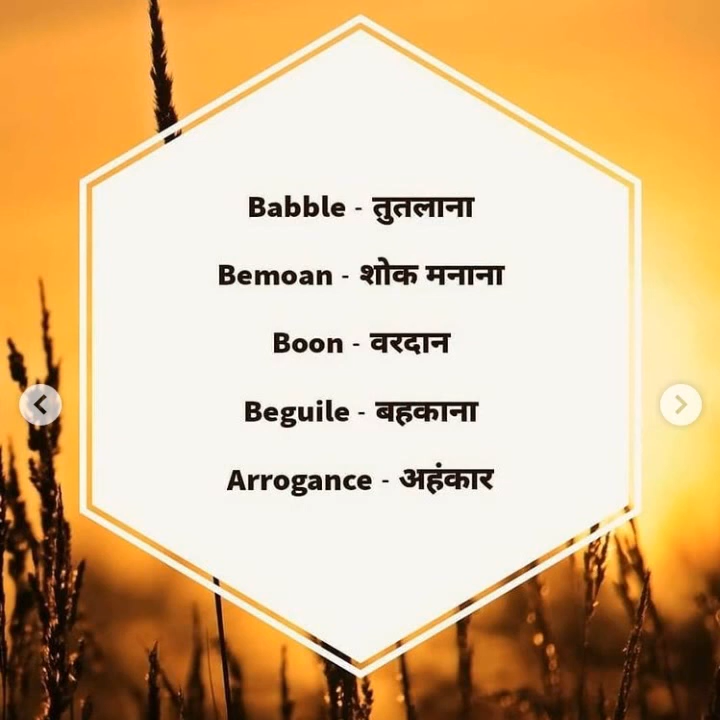 Babble - तुतलाना
Bemoan - शोक मनाना
Boon - वरदान
Beguile - बहकाना
Arrogance - अहंकार